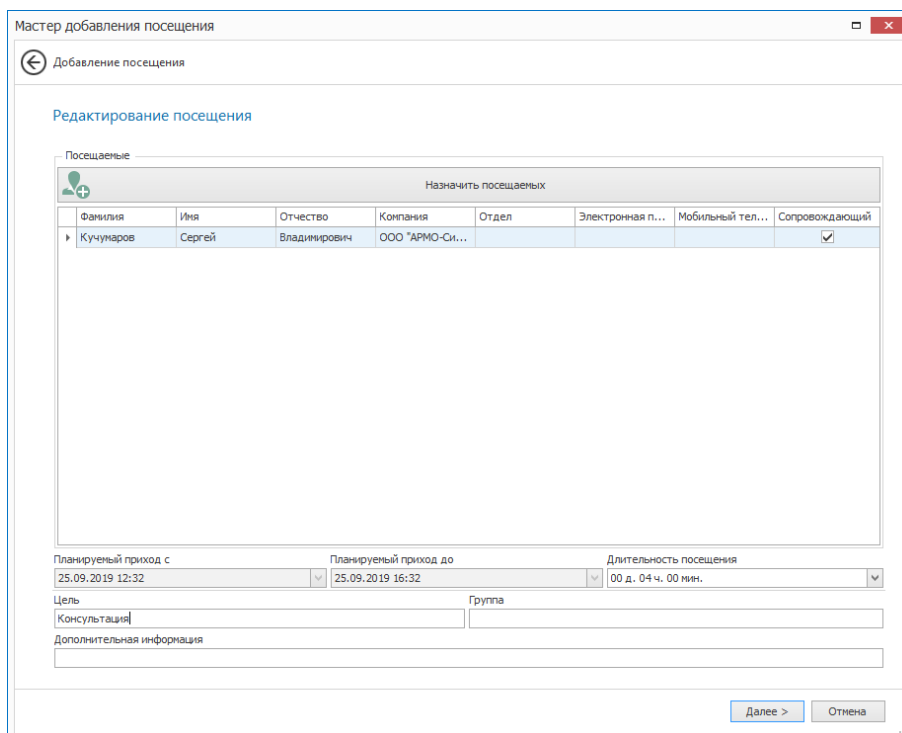 Мастер добавления посещения
Добавление посещения
Редактирование посещения
Посещаемые
Назначить посещаемых
Фамилия Имя Отчество Компания Отдел Электронная п... Мобильный тел... Сопровождающий
Кучумаров Сергей Владимирович ООО "АРМО-Си...
Планируемый приход с Планируемый приход до Длительность посещения
25.09.2019 12:32 25.09.2019 16:32 00 д. 04 ч. 00 мин.
Цель Группа
Консультация
Дополнительная информация
Далее > Отмена